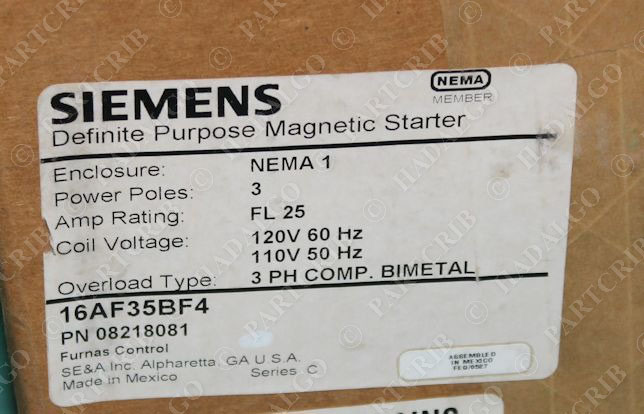 SIEMENS
NEMA
MEMBER
Definite Purpose Magnetic Starter
Enclosure: NEMA 1
Power Poles: 3
Amp Rating: FL 25
Coil Voltage: 120V 60 Hz
110V 50 Hz
Overload Type: 3 PH COMP. BIMETAL
16AF35BF4
PN 08218081
Furnas Control
SE&A Inc. Alpharetta GA U.S.A.
Made in Mexico Series C
ASSEMBLED
IN MEXICO
© PARTCRIB © HADALGO